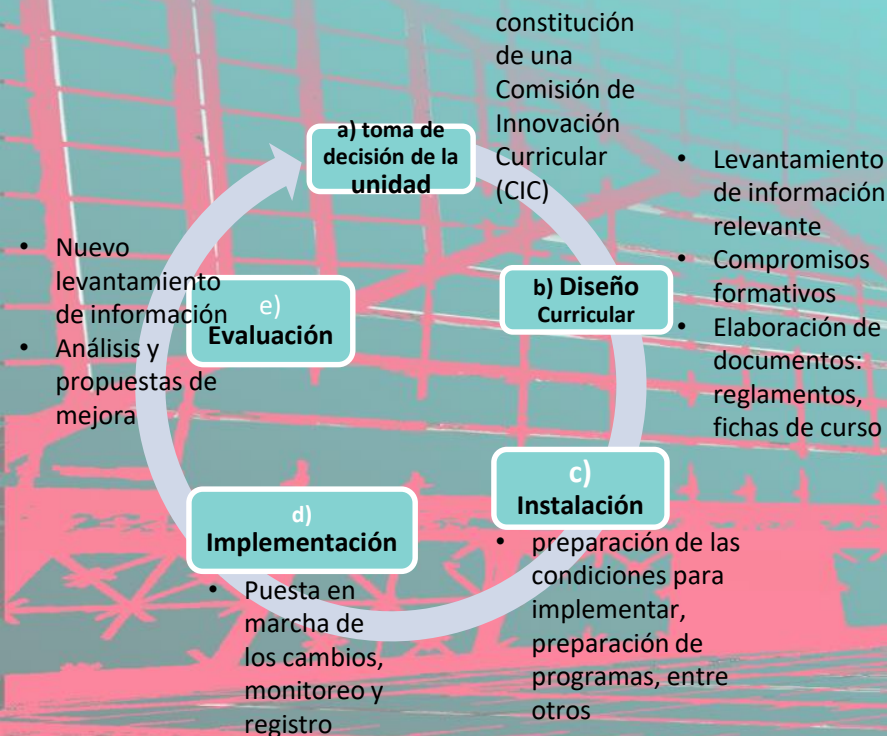 constitución
de una
Comisión de
Innovación
Curricular
(CIC)
a) toma de
decisión de la
unidad
• Levantamiento
de información
relevante
• Compromisos
formativos
• Elaboración de
documentos:
reglamentos,
fichas de curso
b) Diseño
Curricular
c)
Instalación
• preparación de las
condiciones para
implementar,
preparación de
programas, entre
otros
d)
Implementación
• Puesta en
marcha de
los cambios,
monitoreo y
registro
e)
Evaluación
• Nuevo
levantamiento
de información
• Análisis y
propuestas de
mejora